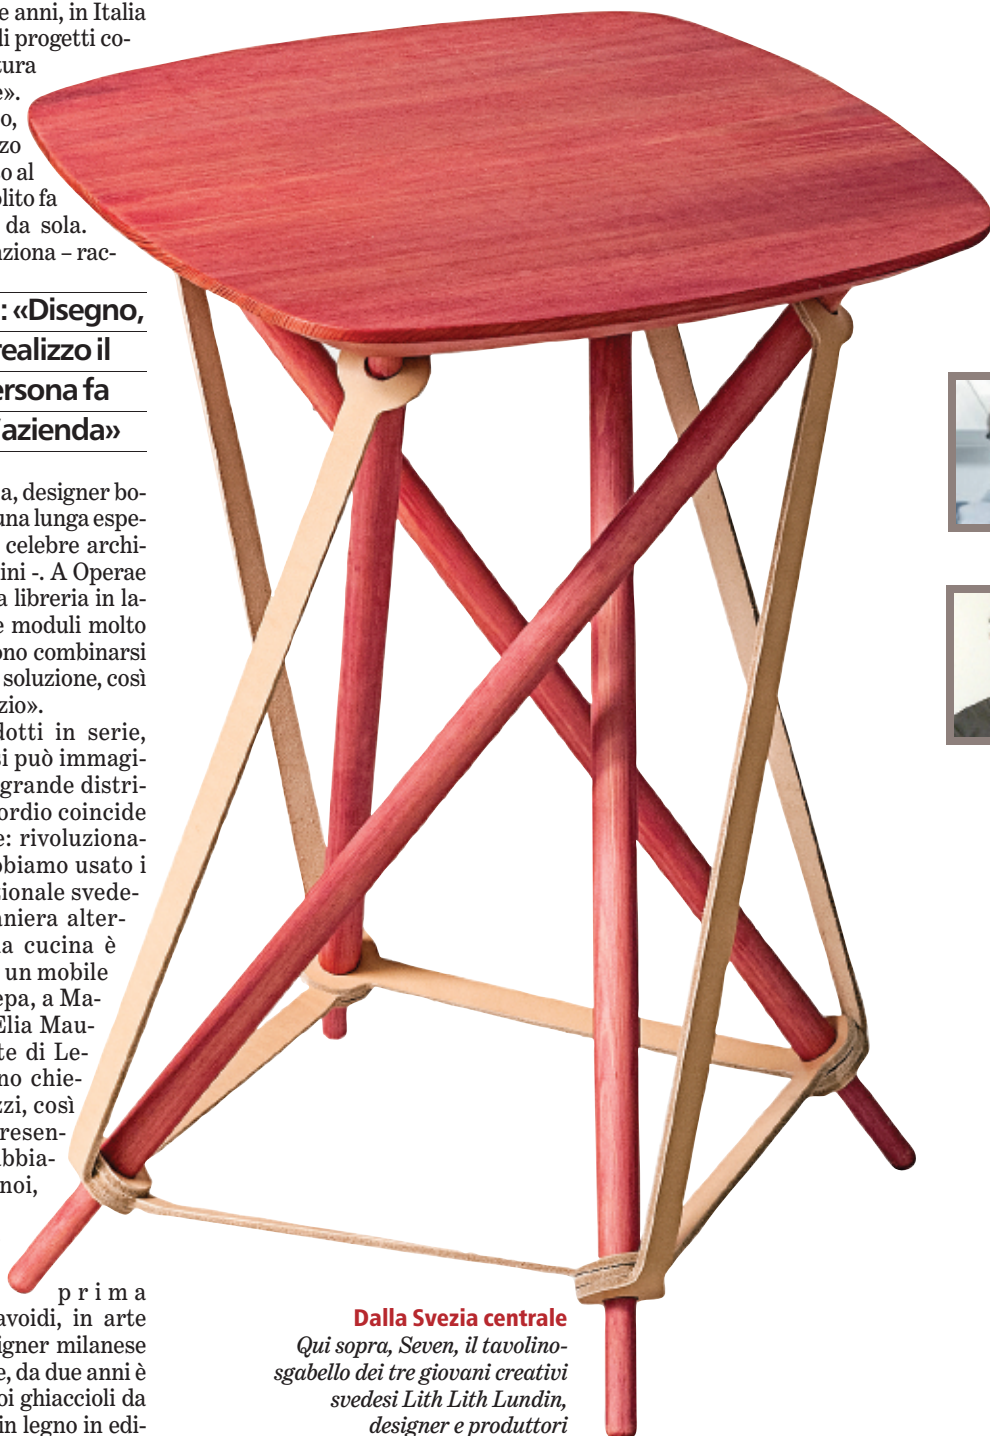 e anni, in Italia
li progetti co-
tura
e».
o,
zo
o al
olito fa
da sola.
nziona – rac-
: «Disegno,
realizzo il
ersona fa
'azienda»
a, designer bo-
una lunga espe-
celebre archi-
ini -. A Operae
a libreria in la-
e moduli molto
ono combinarsi
soluzione, così
zio».
dotti in serie,
si può immagi-
grande distri-
ordio coincide
e: rivoluziona-
bbiamo usato i
zionale svede-
aniera alter-
la cucina è
un mobile
epa, a Ma-
Elia Mau-
te di Le-
no chie-
zzi, così
resen-
bbia-
noi,
prima
avoidi, in arte
igner milanese
e, da due anni è
oi ghiaccioli da
in legno in edi-
Dalla Svezia centrale
Qui sopra, Seven, il tavolino-
sgabello dei tre giovani creativi
svedesi Lith Lith Lundin,
designer e produttori